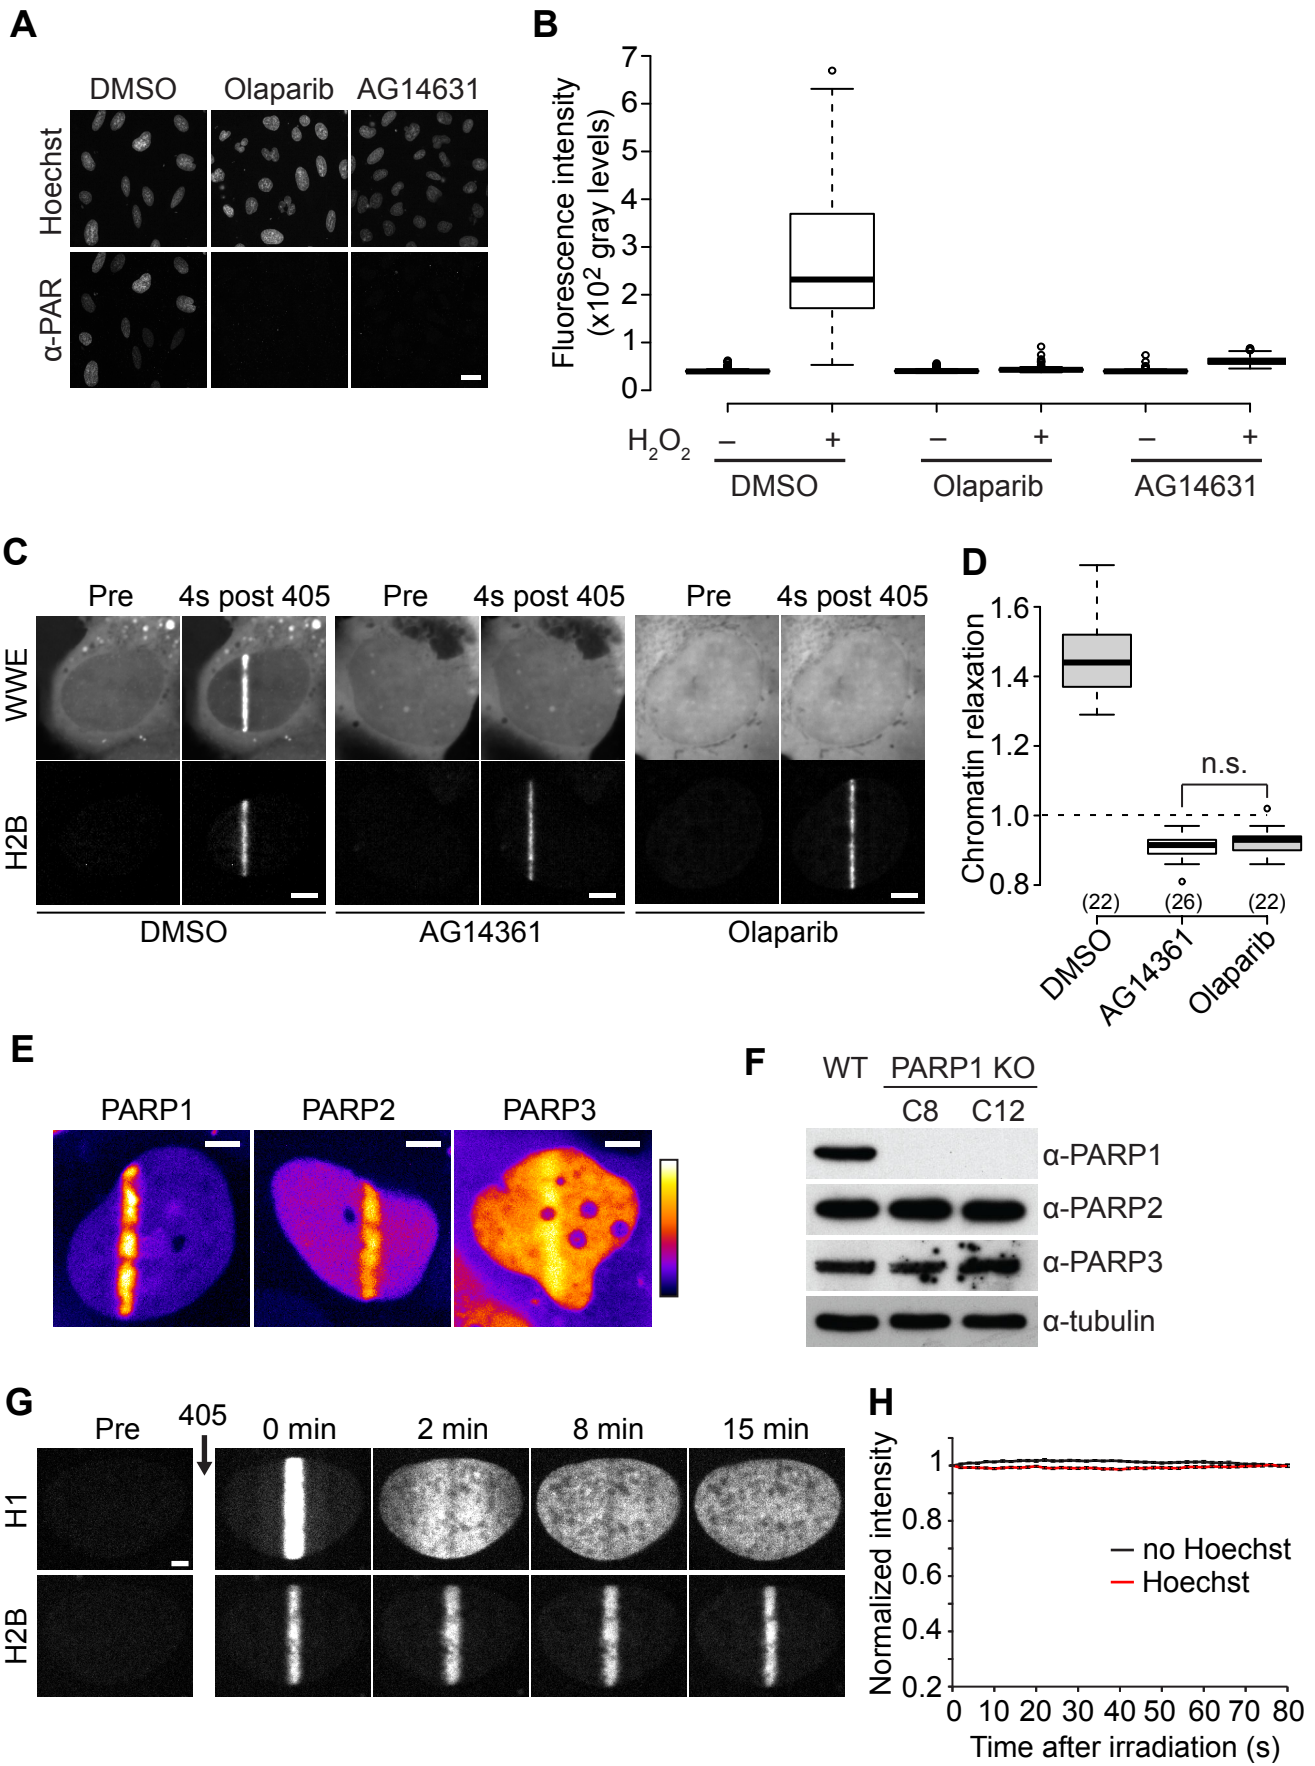 A
DMSO Olaparib AG14631
Hoechst
α-PAR
B
Fluorescence intensity
(x10² gray levels)
7
6
5
4
3
2
1
0
H₂O₂ – + – + – +
DMSO Olaparib AG14631
C
Pre 4s post 405 Pre 4s post 405 Pre 4s post 405
WWE
H2B
DMSO AG14361 Olaparib
D
Chromatin relaxation
1.6
1.4
1.2
1.0
0.8
n.s.
(22) (26) (22)
DMSO AG14361 Olaparib
E
PARP1 PARP2 PARP3
F
WT PARP1 KO
C8 C12
α-PARP1
α-PARP2
α-PARP3
α-tubulin
G
Pre 405 0 min 2 min 8 min 15 min
H1
H2B
H
Normalized intensity
1
0.8
0.6
0.4
0.2
no Hoechst
Hoechst
0 10 20 30 40 50 60 70 80
Time after irradiation (s)